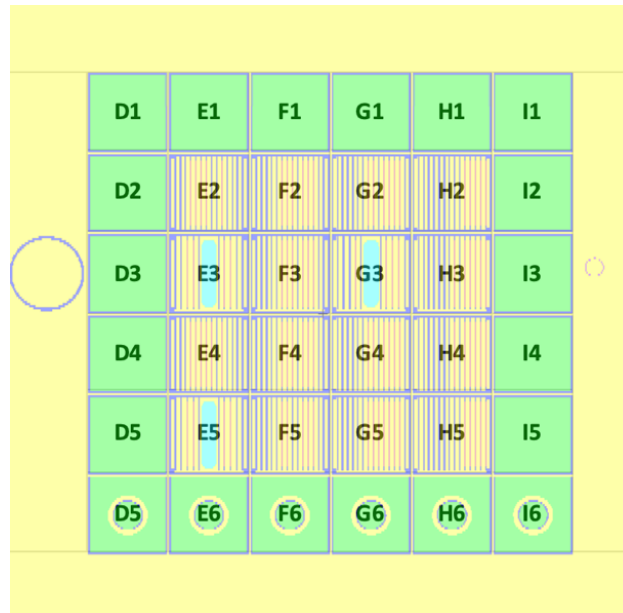 D1 E1 F1 G1 H1 I1
D2 E2 F2 G2 H2 I2
D3 E3 F3 G3 H3 I3
D4 E4 F4 G4 H4 I4
D5 E5 F5 G5 H5 I5
D5 E6 F6 G6 H6 I6